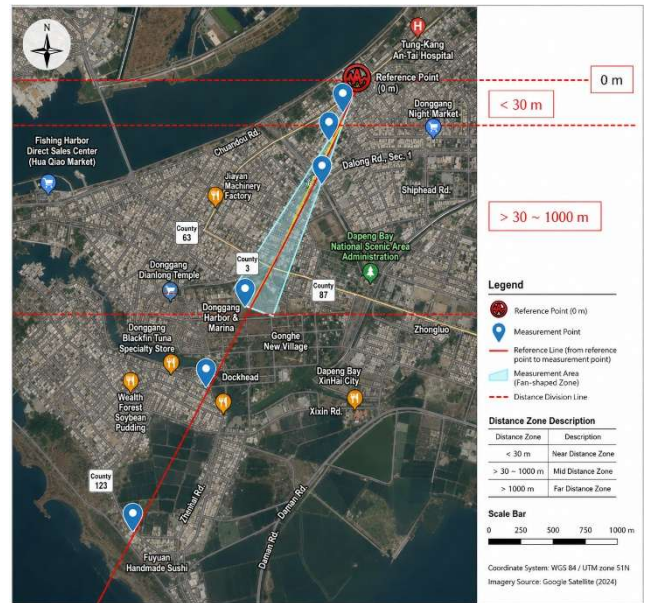 N
H
Tung-Kang
An-Tai Hospital
Reference Point
(0 m)
0 m
< 30 m
Donggang
Night Market
Chuandou Rd.
Fishing Harbor
Direct Sales Center
(Hua Qiao Market)
Dalong Rd., Sec. 1
Jiayan
Machinery
Factory
Shiphead Rd.
> 30 ~ 1000 m
County
63
Dapeng Bay
National Scenic Area
Administration
County
3
Donggang
Dianlong Temple
County
87
Donggang
Harbor &
Marina
Gonghe
New Village
Zhongluo
Donggang
Blackfin Tuna
Specialty Store
Dockhead
Dapeng Bay
XinHai City
Wealth
Forest
Soybean
Pudding
Xixin Rd.
County
123
Zhenhai Rd.
Daman Rd.
Daman Rd.
Fuyuan
Handmade Sushi
Legend
Reference Point (0 m)
Measurement Point
Reference Line (from reference
point to measurement point)
Measurement Area
(Fan-shaped Zone)
Distance Division Line
Distance Zone Description
Distance Zone Description
< 30 m Near Distance Zone
> 30 ~ 1000 m Mid Distance Zone
> 1000 m Far Distance Zone
Scale Bar
0 250 500 750 1000 m
Coordinate System: WGS 84 / UTM zone 51N
Imagery Source: Google Satellite (2024)